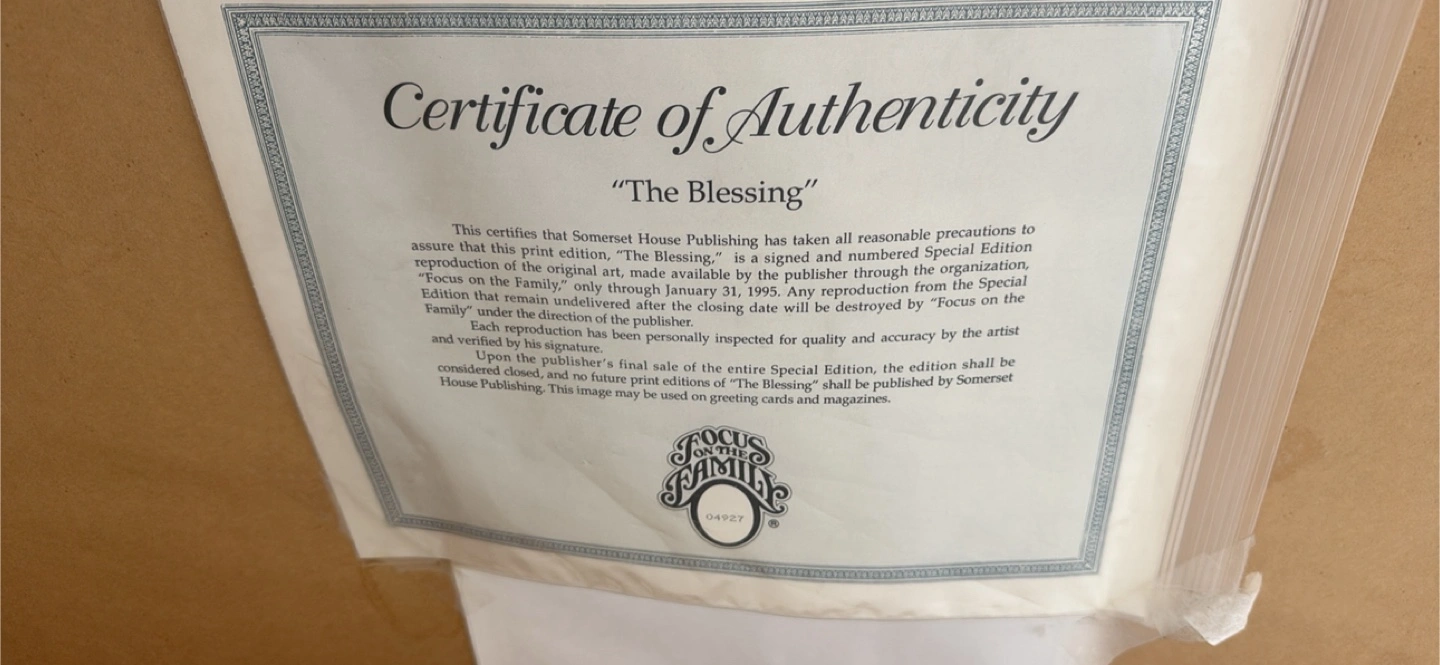 Certificate of Authenticity
“The Blessing”
This certifies that Somerset House Publishing has taken all reasonable precautions to
assure that this print edition, “The Blessing,” is a signed and numbered Special Edition
reproduction of the original art, made available by the publisher through the organization,
“Focus on the Family,” only through January 31, 1995. Any reproduction from the Special
Edition that remain undelivered after the closing date will be destroyed by “Focus on the
Family” under the direction of the publisher.
Each reproduction has been personally inspected for quality and accuracy by the artist
and verified by his signature.
Upon the publisher’s final sale of the entire Special Edition, the edition shall be
considered closed, and no future print editions of “The Blessing” shall be published by Somerset
House Publishing. This image may be used on greeting cards and magazines.
FOCUS
ON THE
FAMILY
04927
®